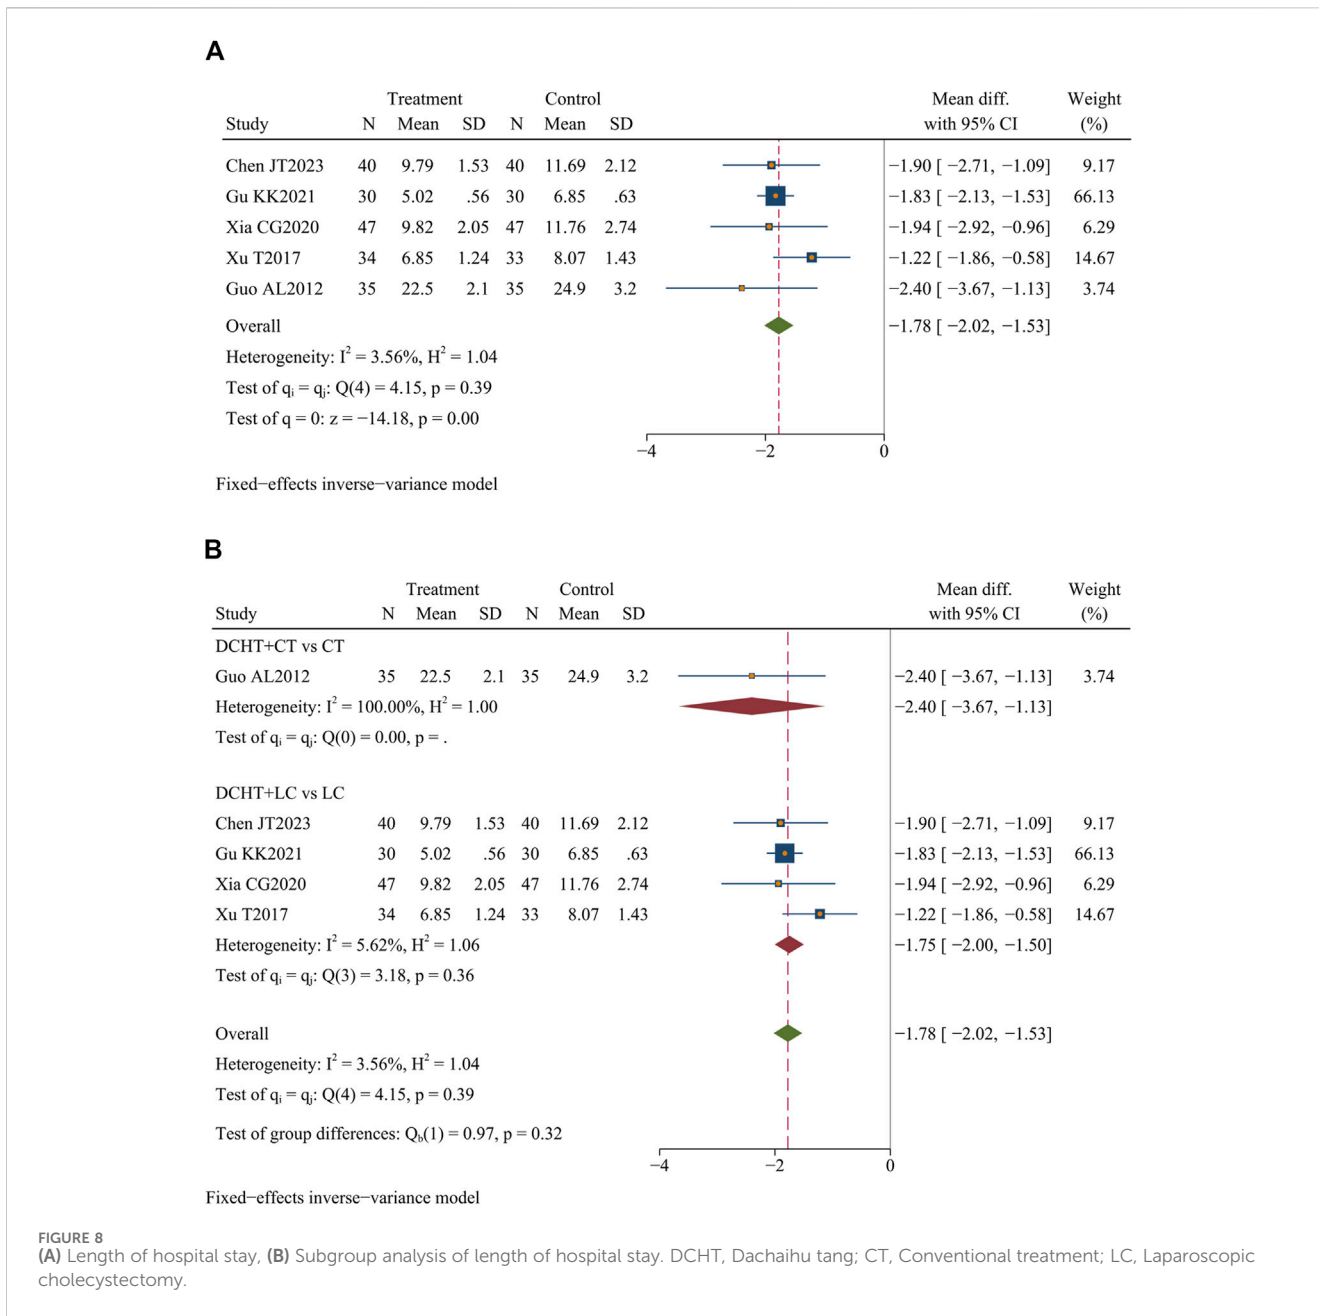 A
Treatment Control Mean diff. Weight
Study N Mean SD N Mean SD with 95% CI (%)
Chen JT2023 40 9.79 1.53 40 11.69 2.12 −1.90 [ −2.71, −1.09] 9.17
Gu KK2021 30 5.02 .56 30 6.85 .63 −1.83 [ −2.13, −1.53] 66.13
Xia CG2020 47 9.82 2.05 47 11.76 2.74 −1.94 [ −2.92, −0.96] 6.29
Xu T2017 34 6.85 1.24 33 8.07 1.43 −1.22 [ −1.86, −0.58] 14.67
Guo AL2012 35 22.5 2.1 35 24.9 3.2 −2.40 [ −3.67, −1.13] 3.74
Overall −1.78 [ −2.02, −1.53]
Heterogeneity: I² = 3.56%, H² = 1.04
Test of qᵢ = qⱼ: Q(4) = 4.15, p = 0.39
Test of q = 0: z = −14.18, p = 0.00
−4 −2 0
Fixed−effects inverse−variance model
B
Treatment Control Mean diff. Weight
Study N Mean SD N Mean SD with 95% CI (%)
DCHT+CT vs CT
Guo AL2012 35 22.5 2.1 35 24.9 3.2 −2.40 [ −3.67, −1.13] 3.74
Heterogeneity: I² = 100.00%, H² = 1.00 −2.40 [ −3.67, −1.13]
Test of qᵢ = qⱼ: Q(0) = 0.00, p = .
DCHT+LC vs LC
Chen JT2023 40 9.79 1.53 40 11.69 2.12 −1.90 [ −2.71, −1.09] 9.17
Gu KK2021 30 5.02 .56 30 6.85 .63 −1.83 [ −2.13, −1.53] 66.13
Xia CG2020 47 9.82 2.05 47 11.76 2.74 −1.94 [ −2.92, −0.96] 6.29
Xu T2017 34 6.85 1.24 33 8.07 1.43 −1.22 [ −1.86, −0.58] 14.67
Heterogeneity: I² = 5.62%, H² = 1.06 −1.75 [ −2.00, −1.50]
Test of qᵢ = qⱼ: Q(3) = 3.18, p = 0.36
Overall −1.78 [ −2.02, −1.53]
Heterogeneity: I² = 3.56%, H² = 1.04
Test of qᵢ = qⱼ: Q(4) = 4.15, p = 0.39
Test of group differences: Q_b(1) = 0.97, p = 0.32
−4 −2 0
Fixed−effects inverse−variance model
FIGURE 8
(A) Length of hospital stay, (B) Subgroup analysis of length of hospital stay. DCHT, Dachaihu tang; CT, Conventional treatment; LC, Laparoscopic
cholecystectomy.